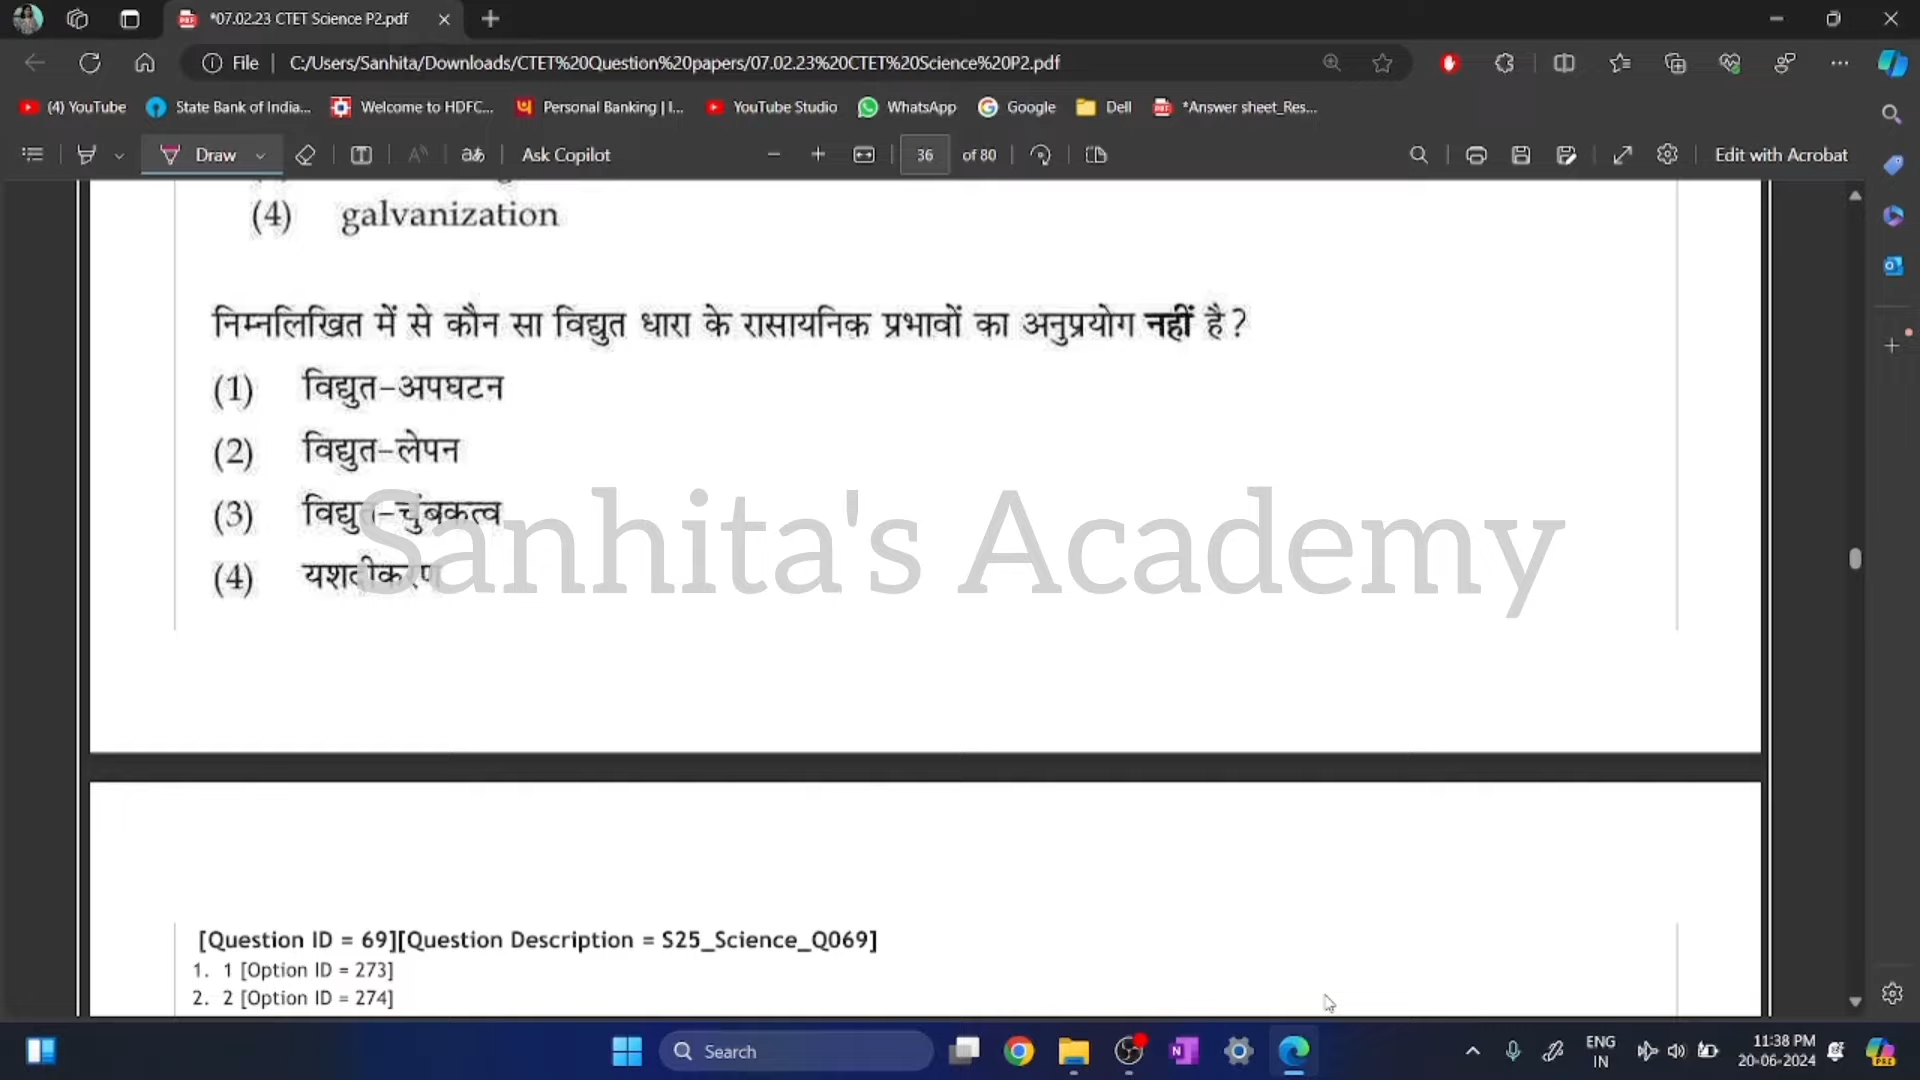 *07.02.23 CTET Science P2.pdf
File C:/Users/Sanhita/Downloads/CTET%20Question%20papers/07.02.23%20CTET%20Science%20P2.pdf
(4) YouTube State Bank of India... Welcome to HDFC... Personal Banking | I... YouTube Studio WhatsApp Google Dell *Answer sheet_Res...
Draw Ask Copilot 36 of 80 Edit with Acrobat
(4) galvanization
निम्नलिखित में से कौन सा विद्युत धारा के रासायनिक प्रभावों का अनुप्रयोग नहीं है ?
(1) विद्युत-अपघटन
(2) विद्युत-लेपन
(3) विद्युत-चुंबकत्व
(4) यशदीकरण
Sanhita's Academy
[Question ID = 69][Question Description = S25_Science_Q069]
1. 1 [Option ID = 273]
2. 2 [Option ID = 274]
Search
ENG
IN
11:38 PM
20-06-2024